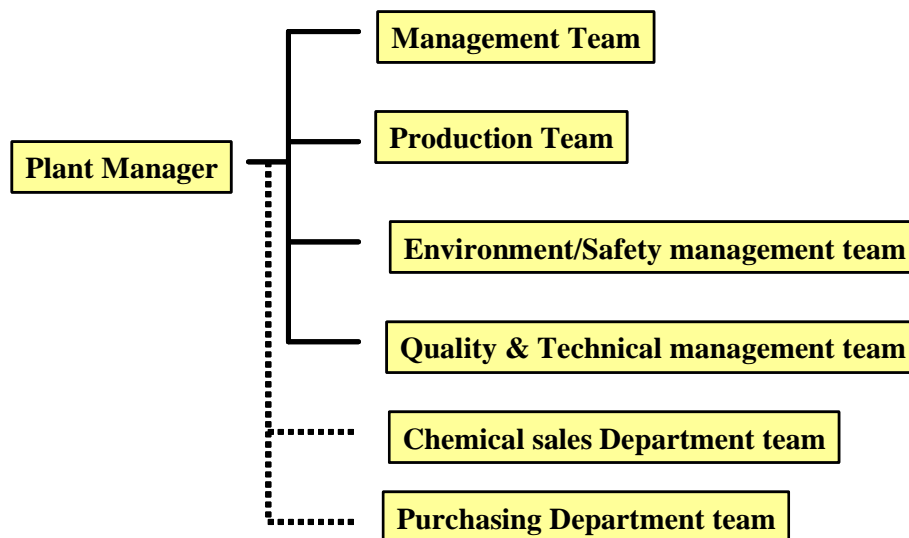 Management Team
Production Team
Plant Manager
Environment/Safety management team
Quality & Technical management team
Chemical sales Department team
Purchasing Department team